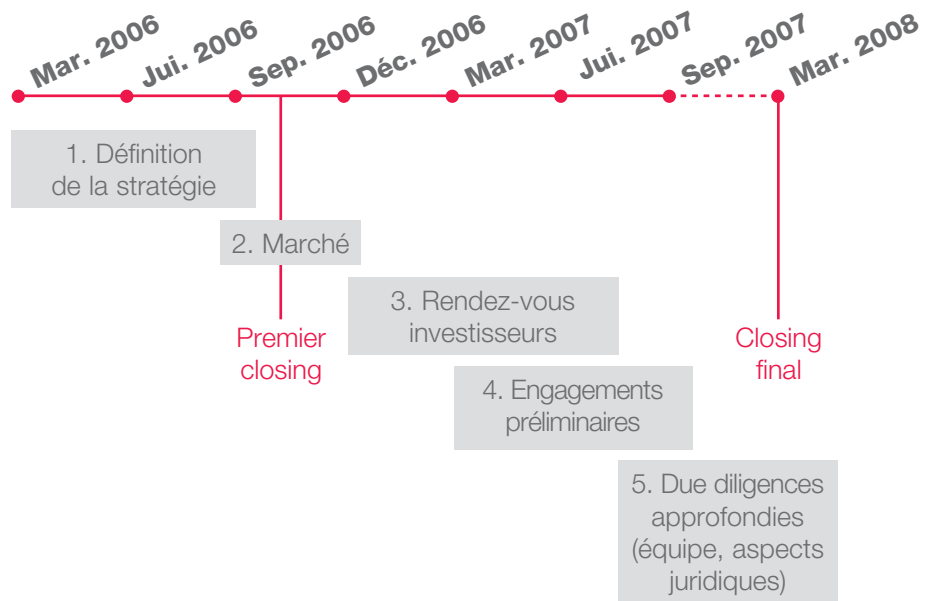 Mar. 2006
Jui. 2006
Sep. 2006
Déc. 2006
Mar. 2007
Jui. 2007
Sep. 2007
Mar. 2008
1. Définition
de la stratégie
2. Marché
3. Rendez-vous
investisseurs
Premier
closing
Closing
final
4. Engagements
préliminaires
5. Due diligences
approfondies
(équipe, aspects
juridiques)